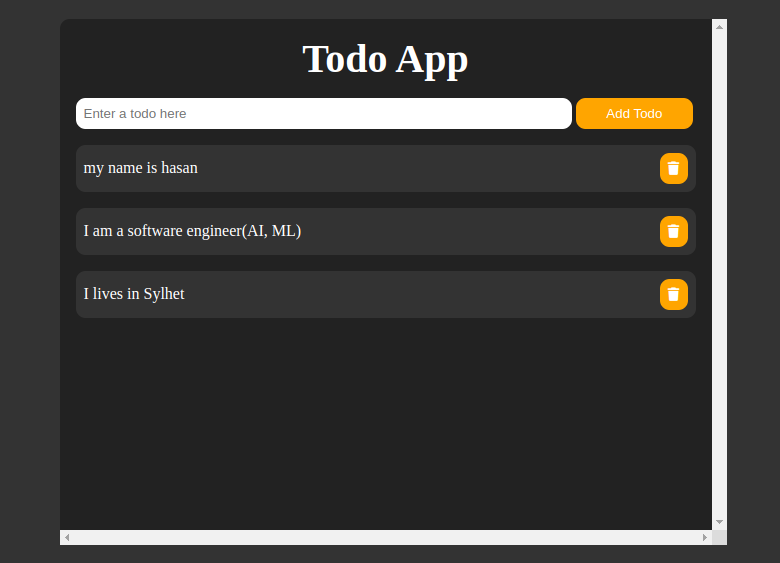 Todo App
Enter a todo here
Add Todo
my name is hasan
I am a software engineer(AI, ML)
I lives in Sylhet